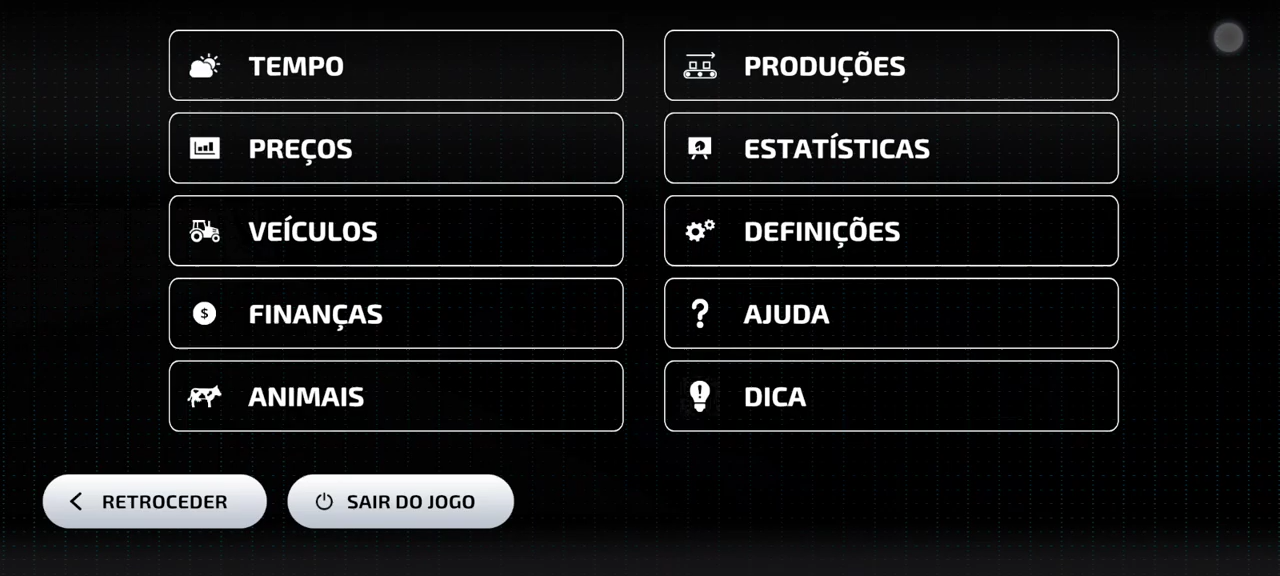 TEMPO
PREÇOS
VEÍCULOS
FINANÇAS
ANIMAIS
PRODUÇÕES
ESTATÍSTICAS
DEFINIÇÕES
AJUDA
DICA
RETROCEDER
SAIR DO JOGO